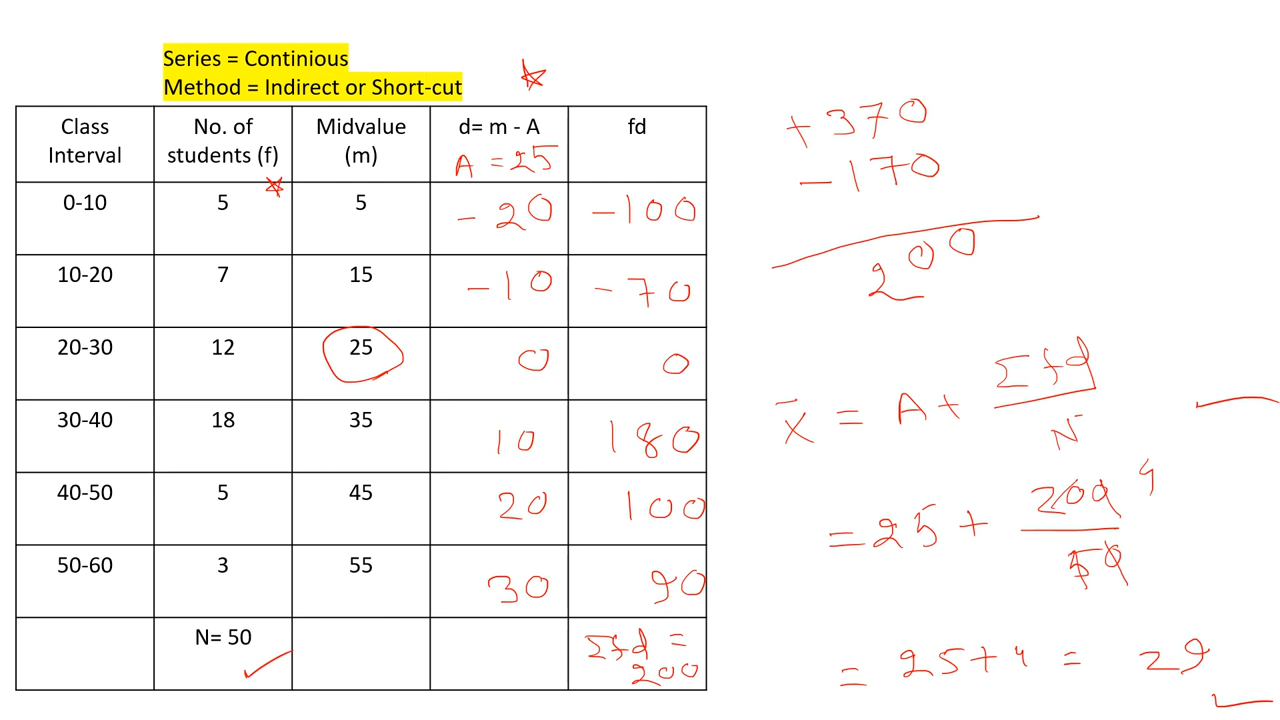 Series = Continious
Method = Indirect or Short-cut
Class Interval | No. of students (f) | Midvalue (m) | d= m - A A = 25 | fd
0-10 | 5 | 5 | -20 | -100
10-20 | 7 | 15 | -10 | -70
20-30 | 12 | 25 | 0 | 0
30-40 | 18 | 35 | 10 | 180
40-50 | 5 | 45 | 20 | 100
50-60 | 3 | 55 | 30 | 90
N= 50 | Σfd = 200
+370
-170
200
X̄ = A + Σfd / N
= 25 + 200 / 50 4
= 25+4 = 29